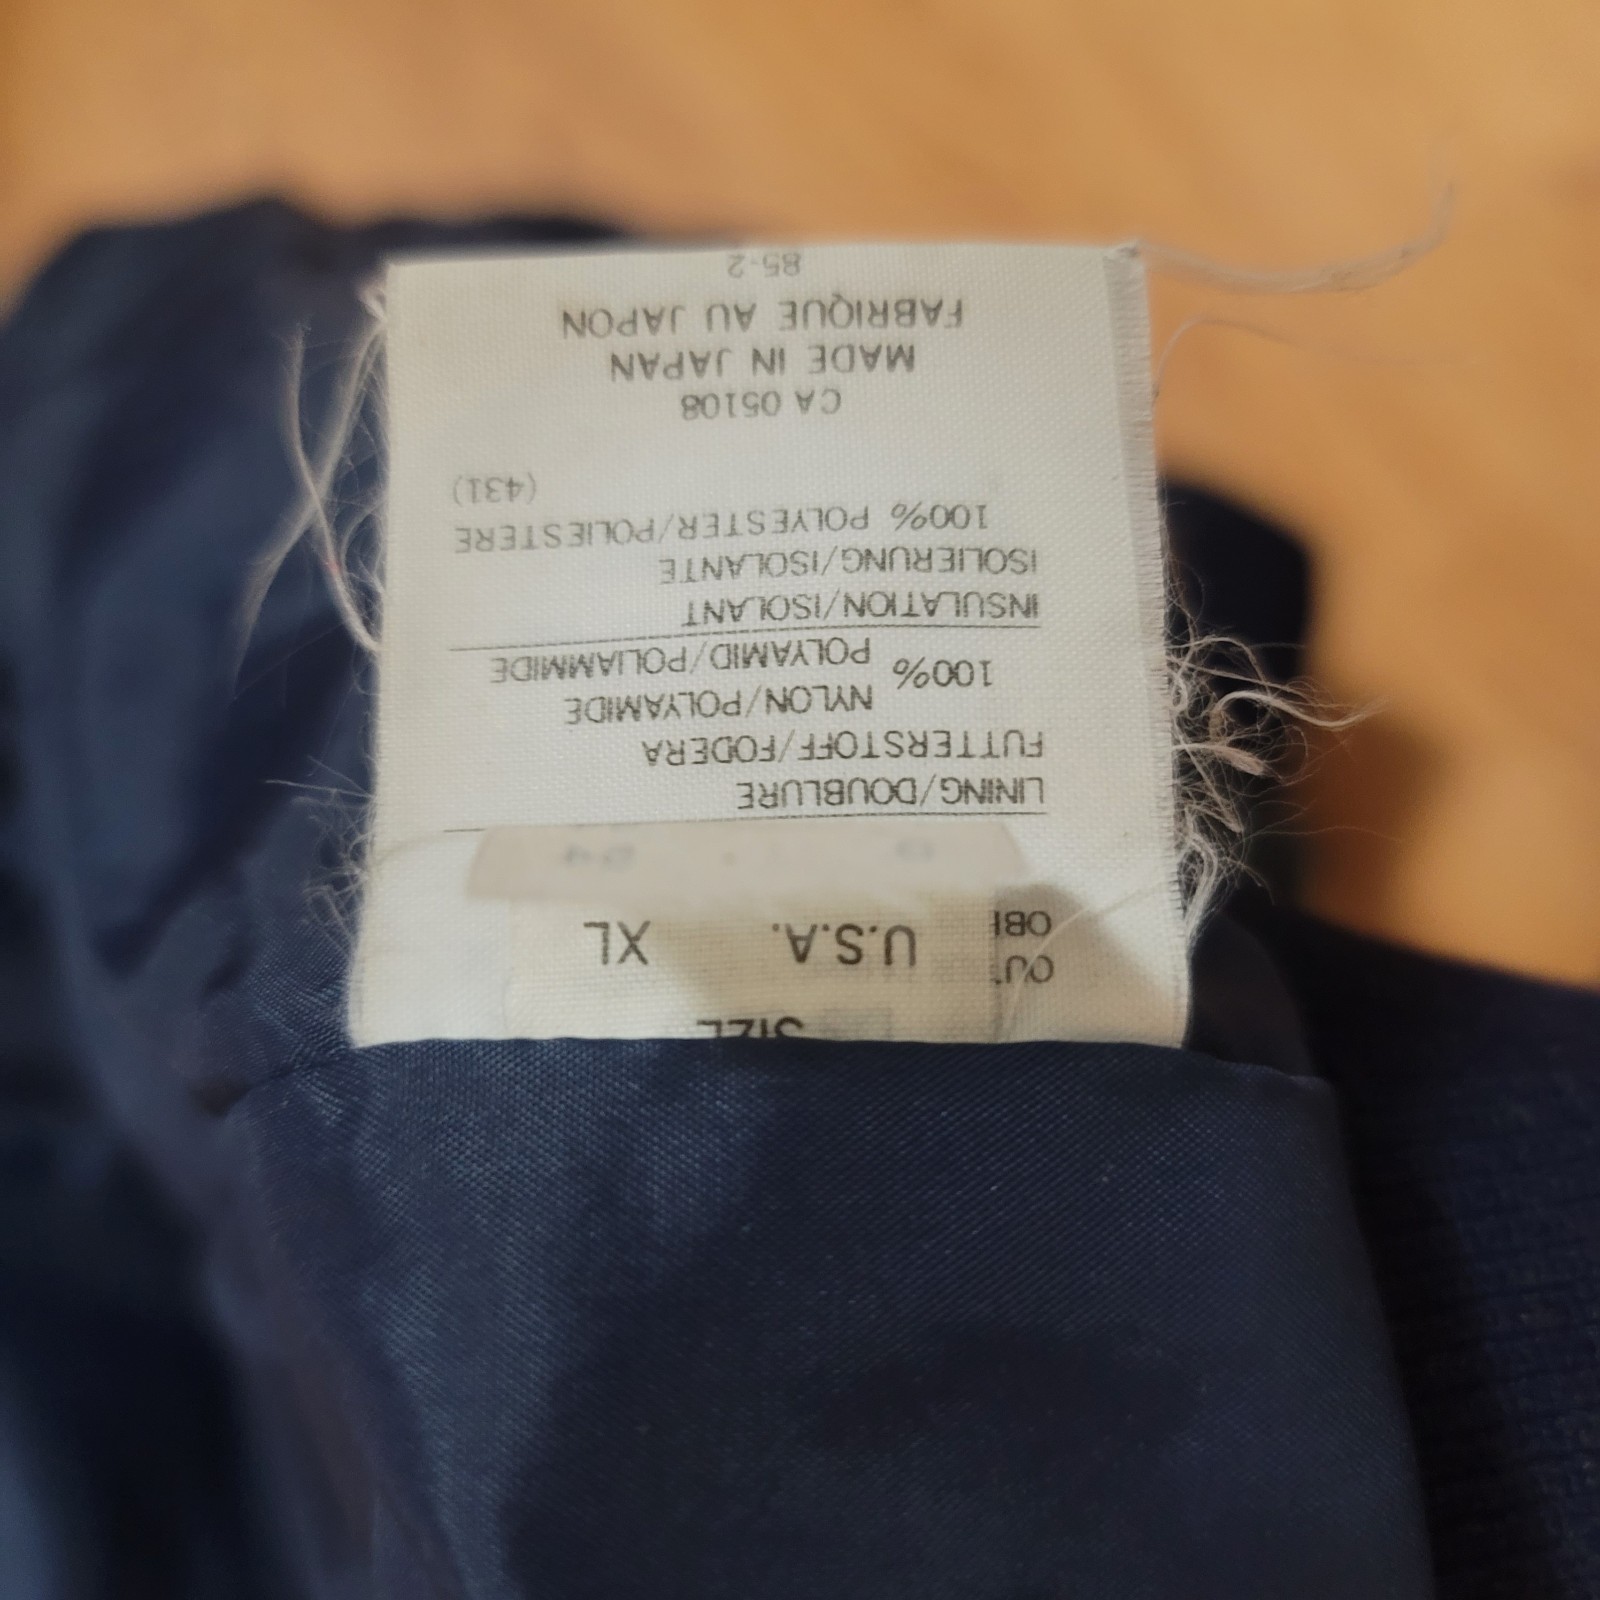 SIZE
U.S.A. XL
LINING/DOUBLURE
FUTTERSTOFF/FODERA
100% NYLON/POLYAMIDE
POLYAMID/POLIAMMIDE
INSULATION/ISOLANT
ISOLIERUNG/ISOLANTE
100% POLYESTER/POLIESTERE
(431)
CA 05108
MADE IN JAPAN
FABRIQUE AU JAPON
85-2